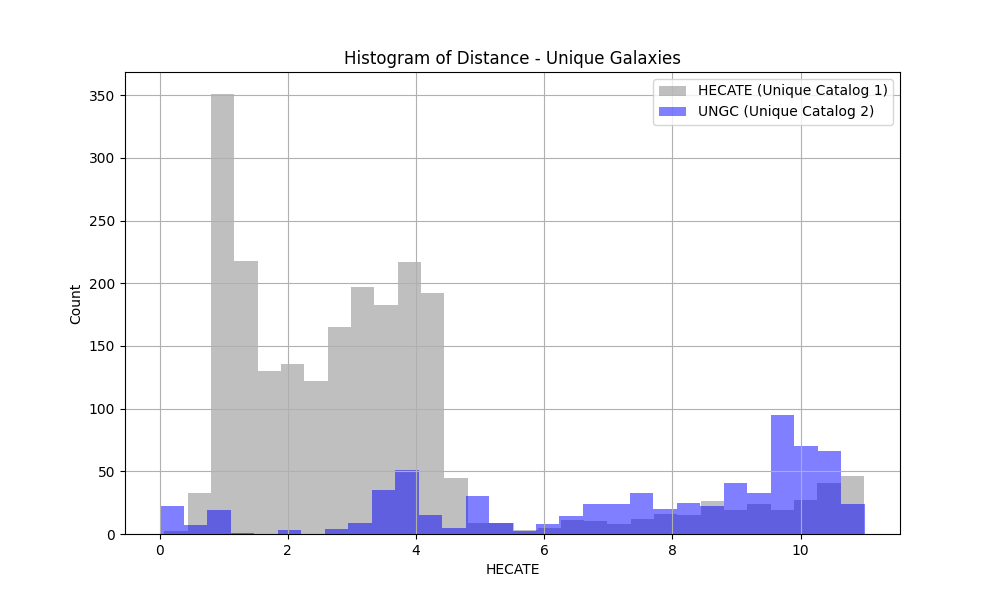 Histogram of Distance - Unique Galaxies
HECATE (Unique Catalog 1)
UNGC (Unique Catalog 2)
350
300
250
200
150
100
50
0
Count
0 2 4 6 8 10
HECATE